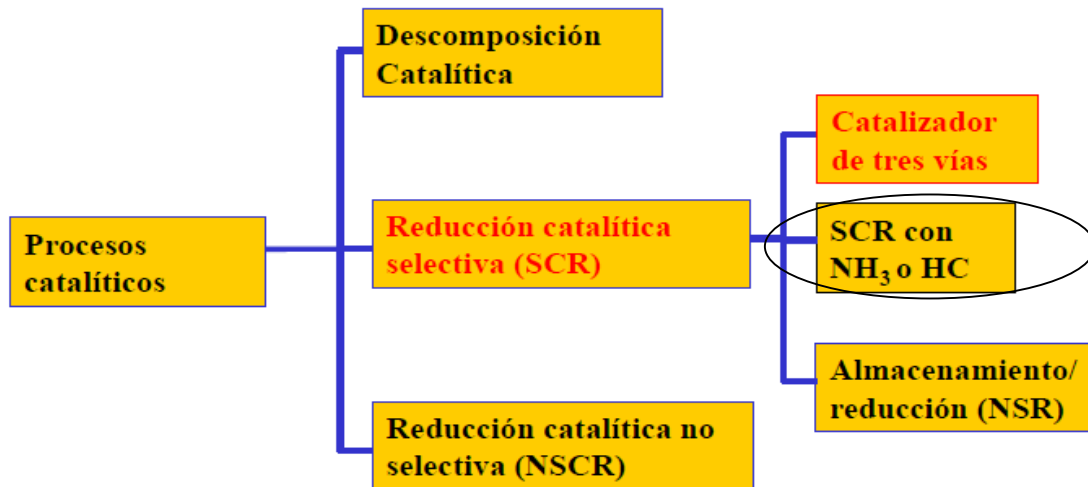 Descomposición
Catalítica
Procesos
catalíticos
Reducción catalítica
selectiva (SCR)
Reducción catalítica no
selectiva (NSCR)
Catalizador
de tres vías
SCR con
NH₃ o HC
Almacenamiento/
reducción (NSR)